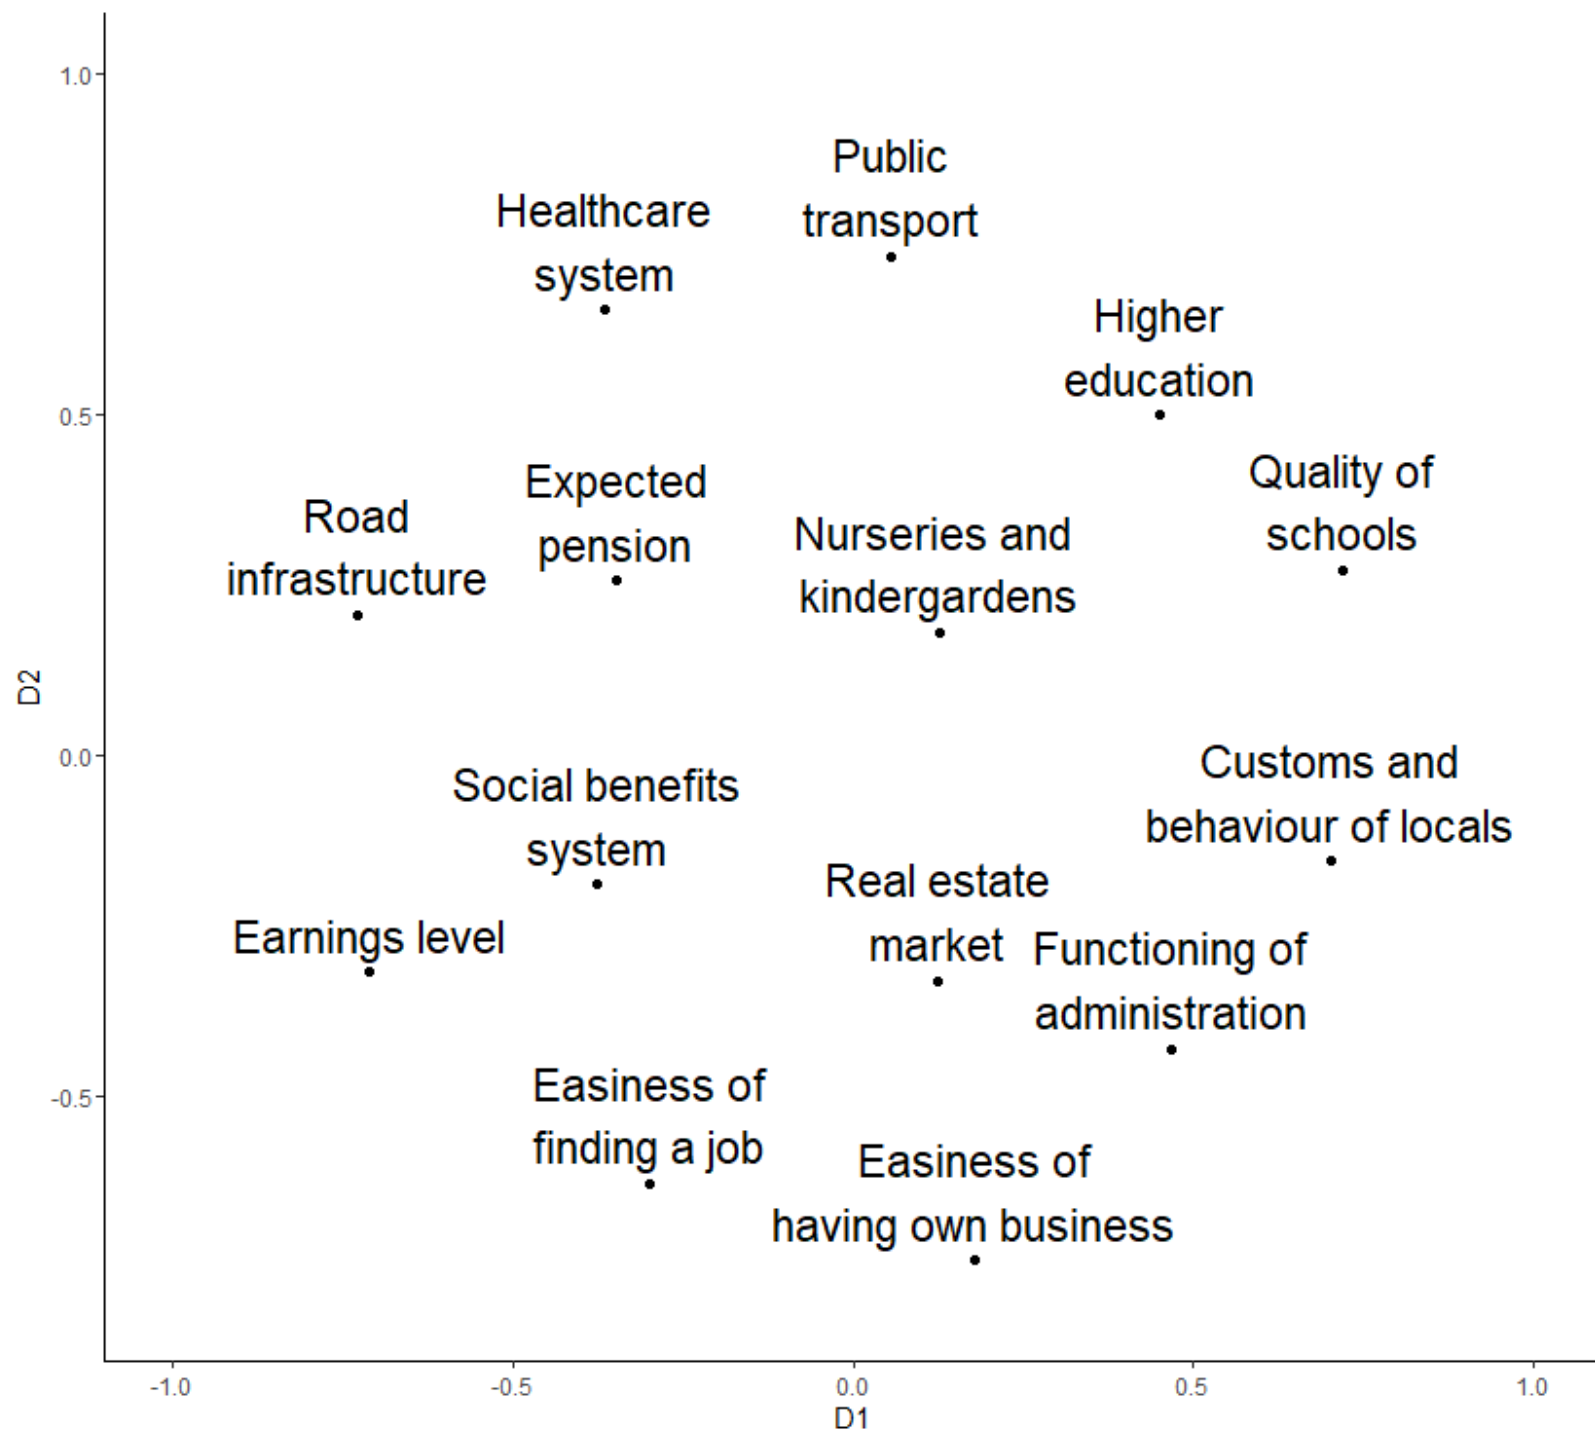 1.0
Public
transport
Healthcare
system
Higher
education
0.5
Quality of
schools
Expected
pension
Road
infrastructure
Nurseries and
kindergardens
D2
0.0
Customs and
behaviour of locals
Social benefits
system
Real estate
market
Earnings level
Functioning of
administration
-0.5
Easiness of
finding a job
Easiness of
having own business
-1.0 -0.5 0.0 0.5 1.0
D1